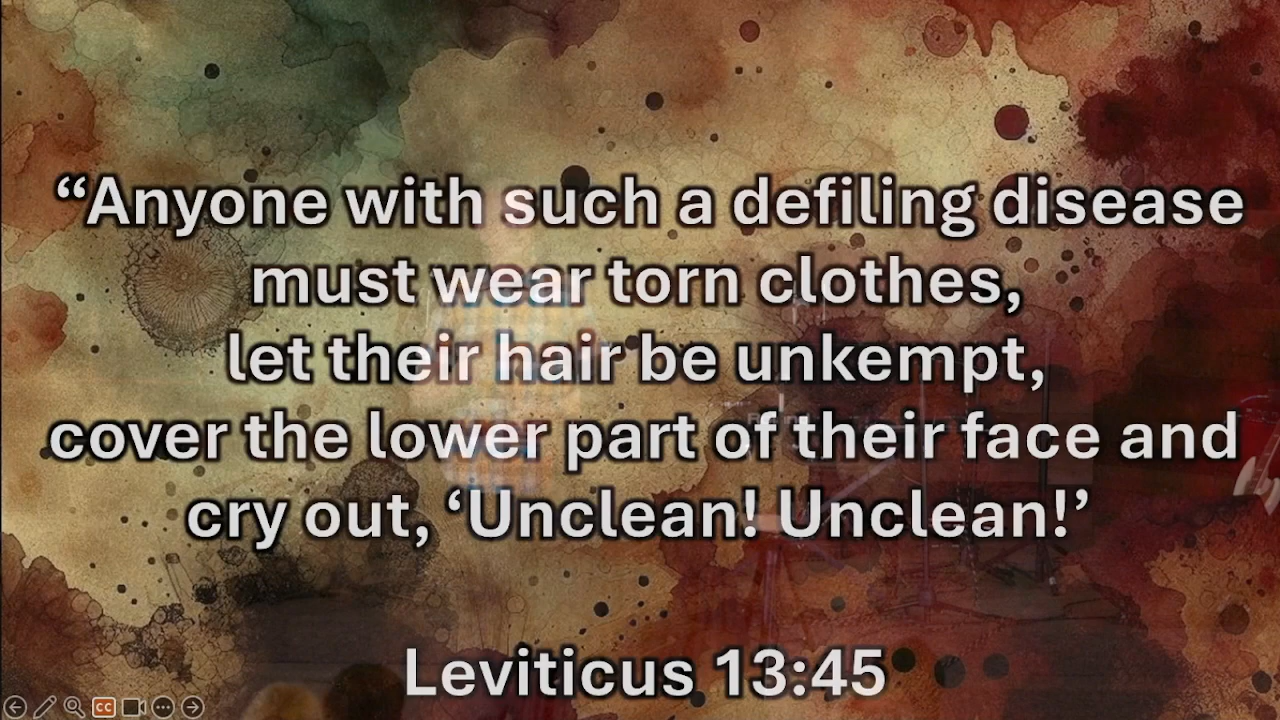 “Anyone with such a defiling disease
must wear torn clothes,
let their hair be unkempt,
cover the lower part of their face and
cry out, ‘Unclean! Unclean!’
Leviticus 13:45
CC